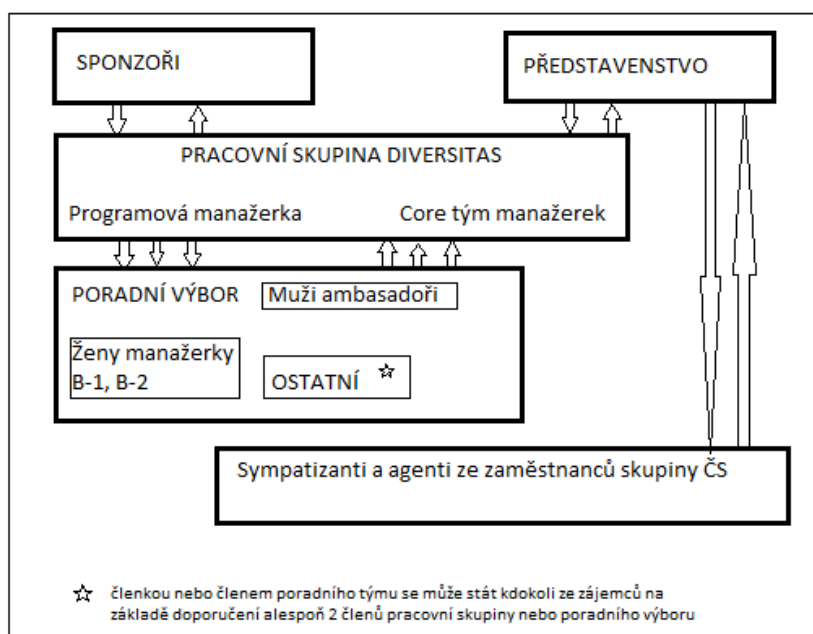 SPONZOŘI
PŘEDSTAVENSTVO
PRACOVNÍ SKUPINA DIVERSITAS
Programová manažerka
Core tým manažerek
PORADNÍ VÝBOR
Muži ambasadoři
Ženy manažerky
B-1, B-2
OSTATNÍ
Sympatizanti a agenti ze zaměstnanců skupiny ČS
členkou nebo členem poradního týmu se může stát kdokoli ze zájemců na
základě doporučení alespoň 2 členů pracovní skupiny nebo poradního výboru